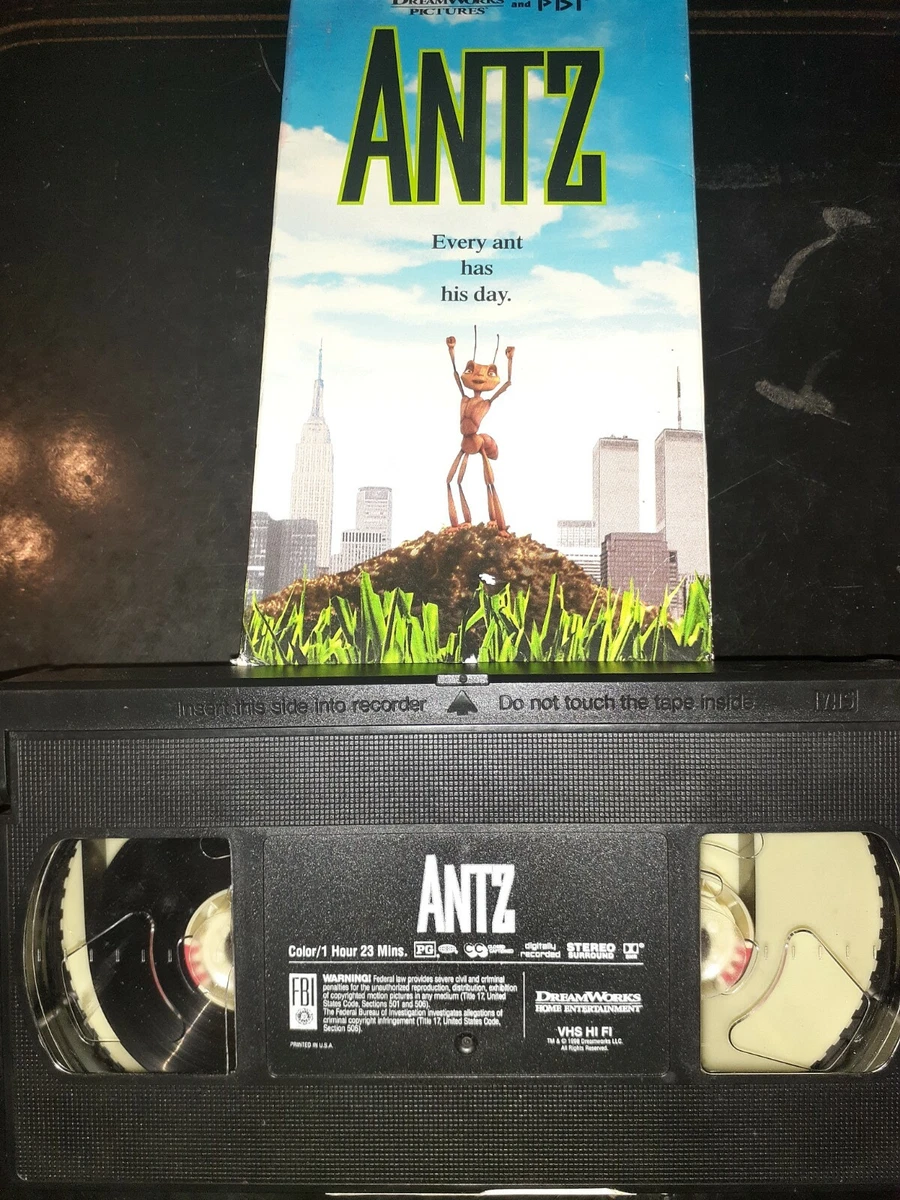 DREAMWORKS
PICTURES and PDI
ANTZ
Every ant
has
his day.
Insert this side into recorder Do not touch the tape inside VHS
ANTZ
Color/1 Hour 23 Mins. PG CC digitally recorded STEREO SURROUND
FBI
WARNING! Federal law provides severe civil and criminal
penalties for the unauthorized reproduction, distribution, exhibition
of copyrighted motion pictures in any medium (Title 17, United
States Code, Sections 501 and 506).
The Federal Bureau of Investigation investigates allegations of
criminal copyright infringement (Title 17, United States Code,
Section 506).
PRINTED IN U.S.A.
DREAMWORKS
HOME ENTERTAINMENT
VHS HI FI
TM & © 1998 Dreamworks LLC.
All Rights Reserved.